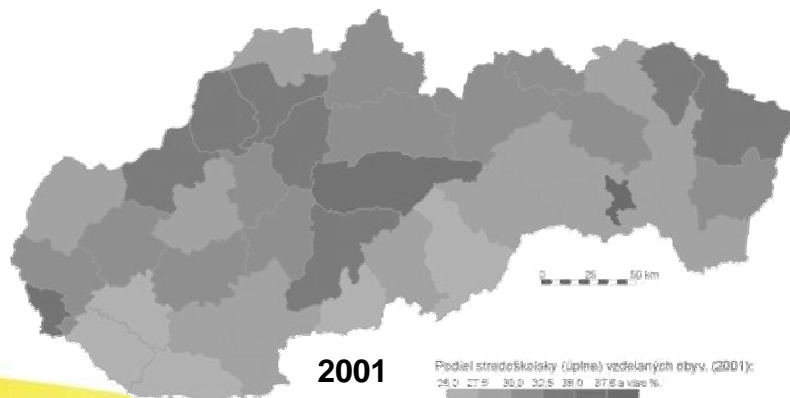 0 25 50 km
2001
Podiel stredoškolsky (úplne) vzdelaných obyv. (2001):
25,0 27,5 30,0 32,5 35,0 37,5 a viac %